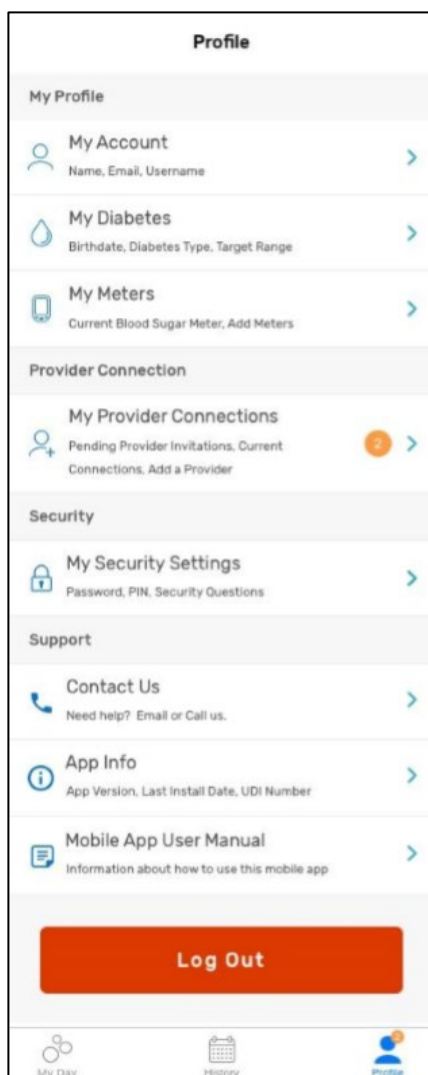 Profile
My Profile
My Account
Name, Email, Username
My Diabetes
Birthdate, Diabetes Type, Target Range
My Meters
Current Blood Sugar Meter, Add Meters
Provider Connection
My Provider Connections
Pending Provider Invitations, Current
Connections, Add a Provider
2
Security
My Security Settings
Password, PIN, Security Questions
Support
Contact Us
Need help? Email or Call us.
App Info
App Version, Last Install Date, UDI Number
Mobile App User Manual
Information about how to use this mobile app
Log Out
2
My Day
History
Profile